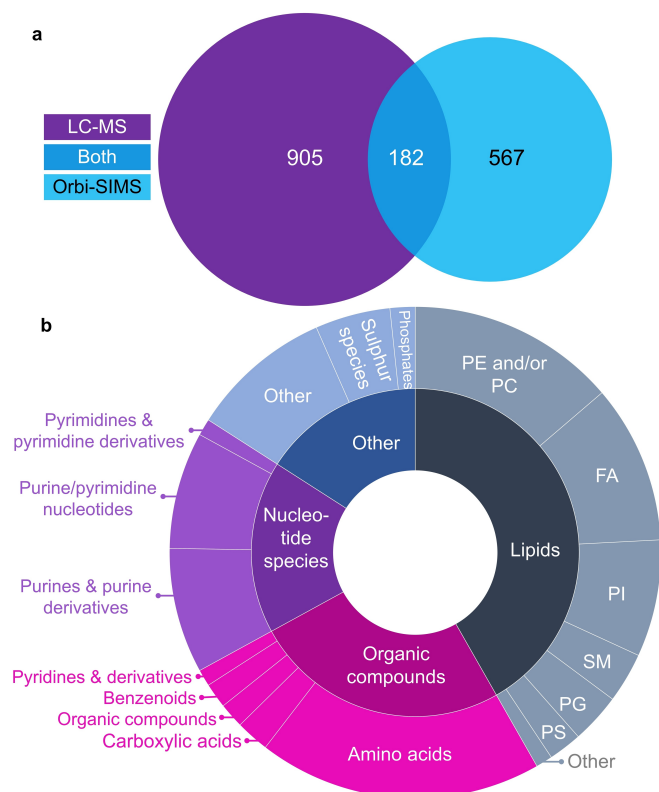 a
LC-MS
Both
Orbi-SIMS
905
182
567
b
Sulphur
species
Phosphates
PE and/or
PC
Other
Other
Pyrimidines &
pyrimidine derivatives
FA
Purine/pyrimidine
nucleotides
Nucleo-
tide
species
Lipids
Purines & purine
derivatives
PI
Organic
compounds
SM
Pyridines & derivatives
Benzenoids
PG
Organic compounds
Carboxylic acids
PS
Amino acids
Other